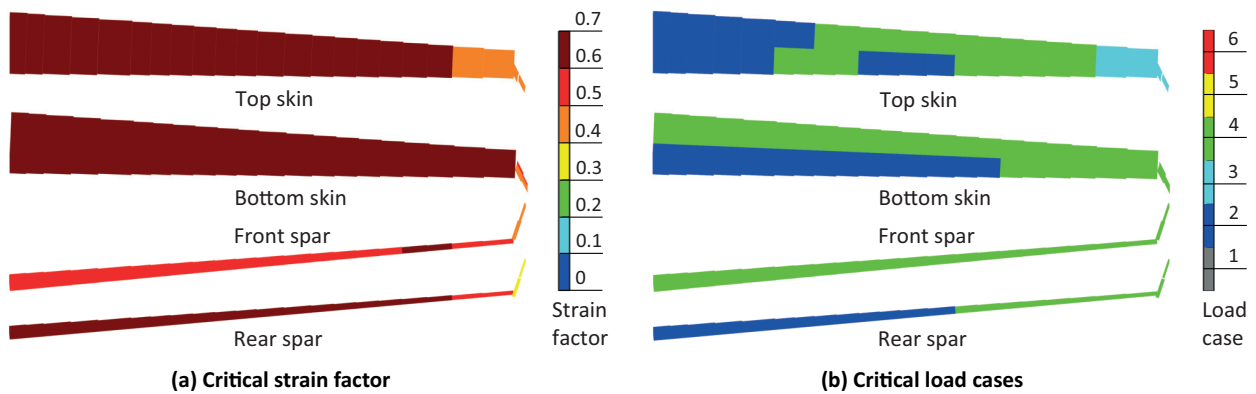 Top skin
Bottom skin
Front spar
Rear spar
0.7
0.6
0.5
0.4
0.3
0.2
0.1
0
Strain
factor
(a) Critical strain factor
Top skin
Bottom skin
Front spar
Rear spar
6
5
4
3
2
1
Load
case
(b) Critical load cases